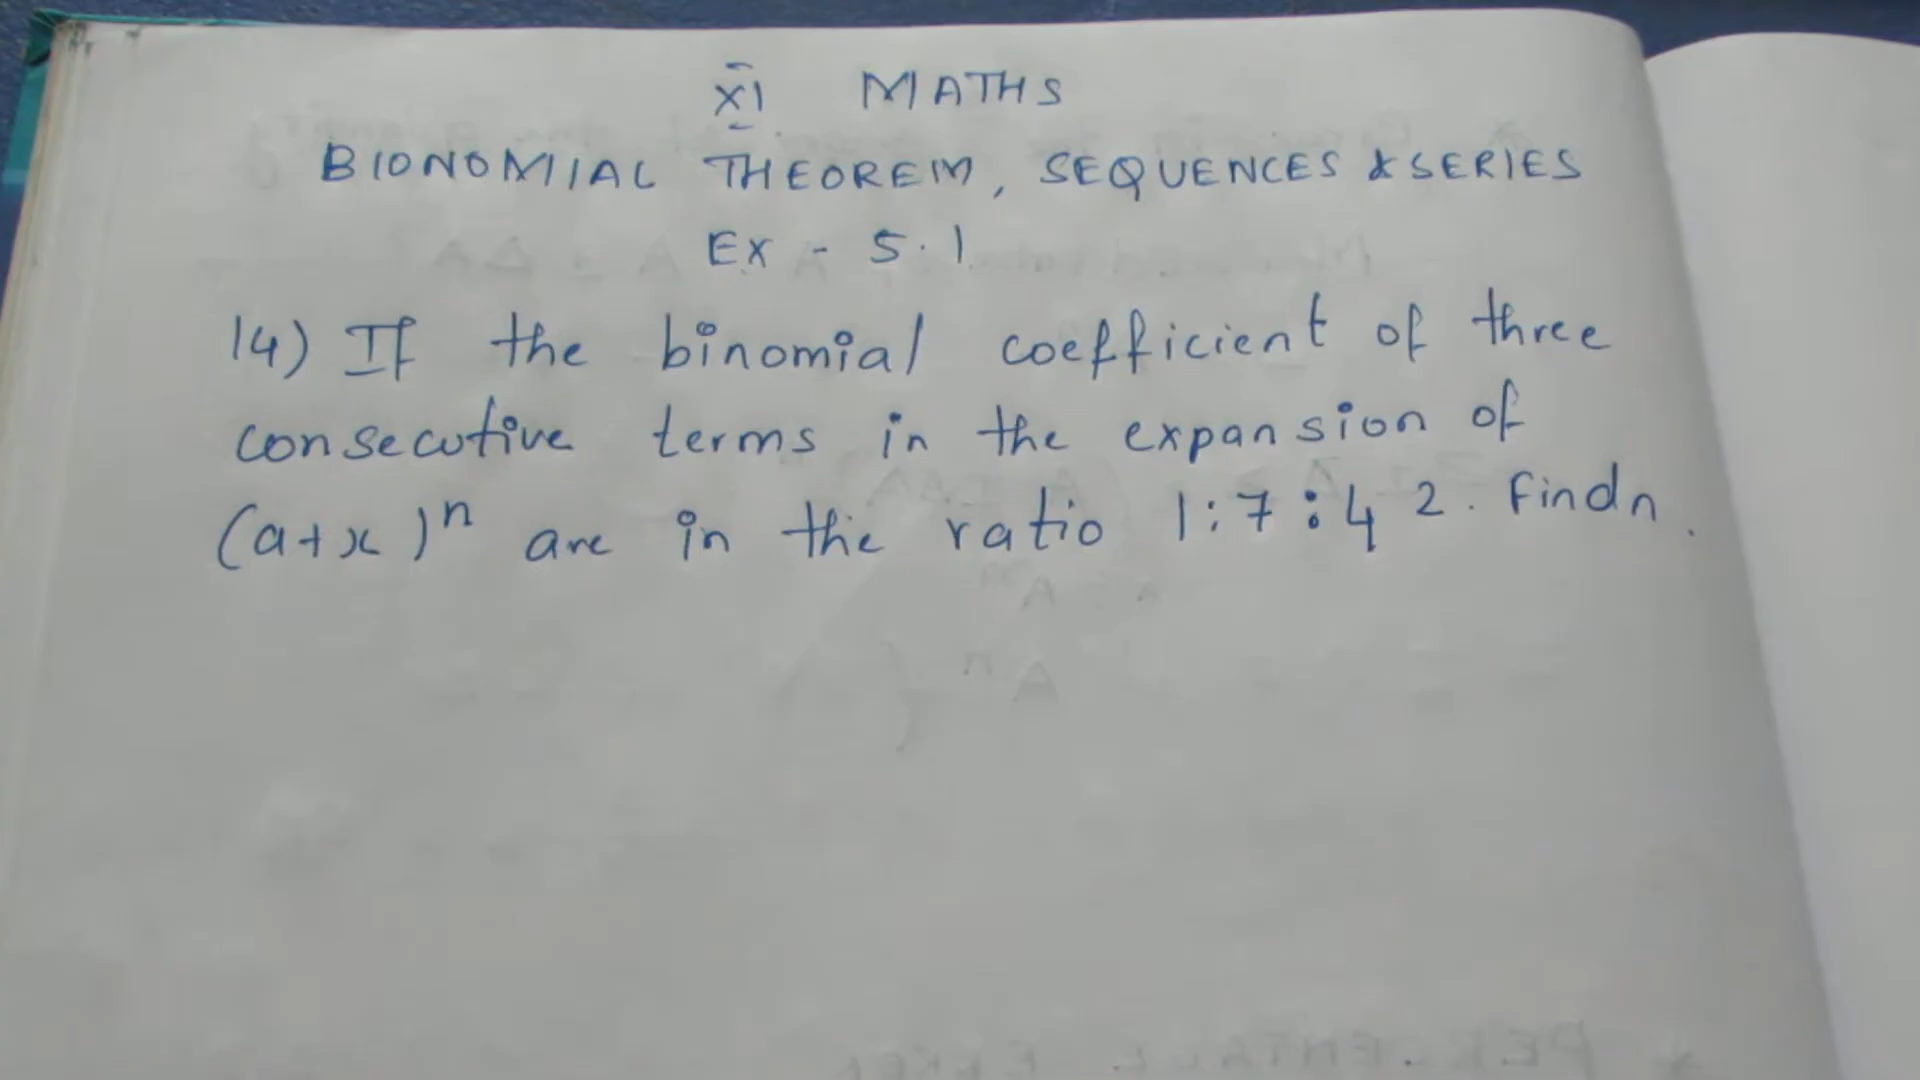 XI MATHS
BIONOMIAL THEOREM, SEQUENCES & SERIES
EX - 5.1
14) If the binomial coefficient of three
consecutive terms in the expansion of
(a+x)ⁿ are in the ratio 1:7:42. Find n.